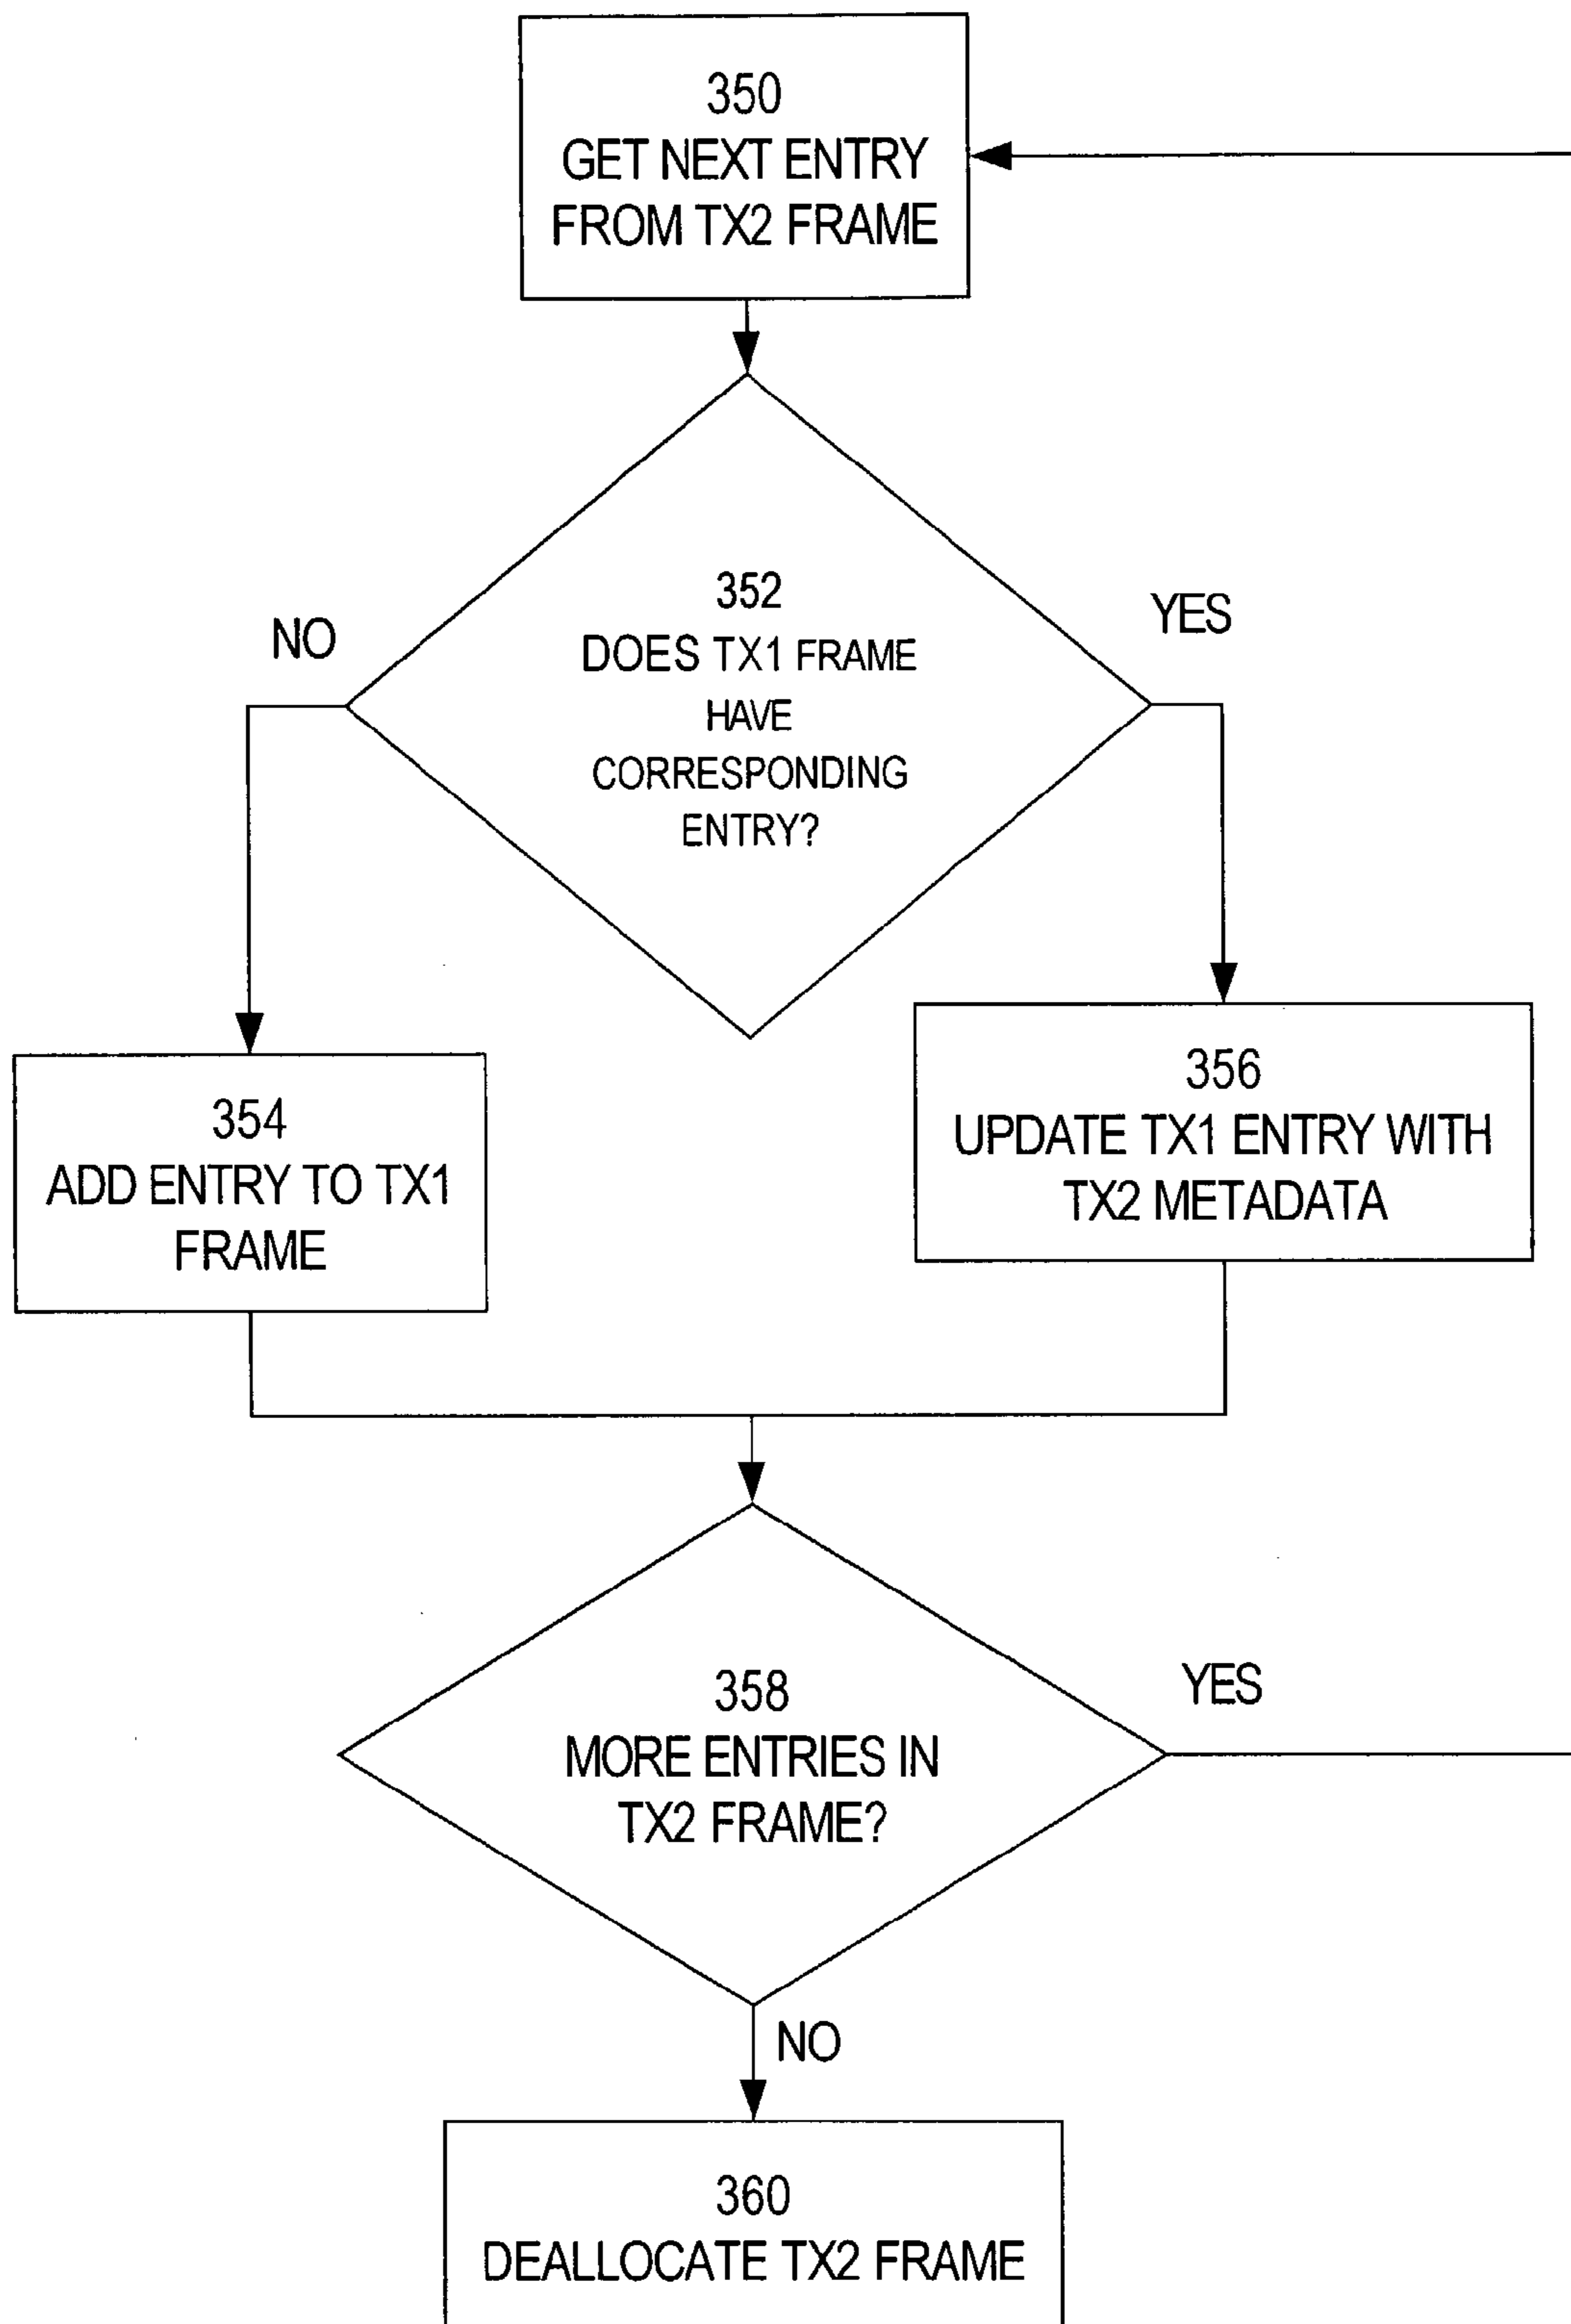 350
GET NEXT ENTRY
FROM TX2 FRAME
352
DOES TX1 FRAME
HAVE
CORRESPONDING
ENTRY?
NO
YES
354
ADD ENTRY TO TX1
FRAME
356
UPDATE TX1 ENTRY WITH
TX2 METADATA
358
MORE ENTRIES IN
TX2 FRAME?
YES
NO
360
DEALLOCATE TX2 FRAME